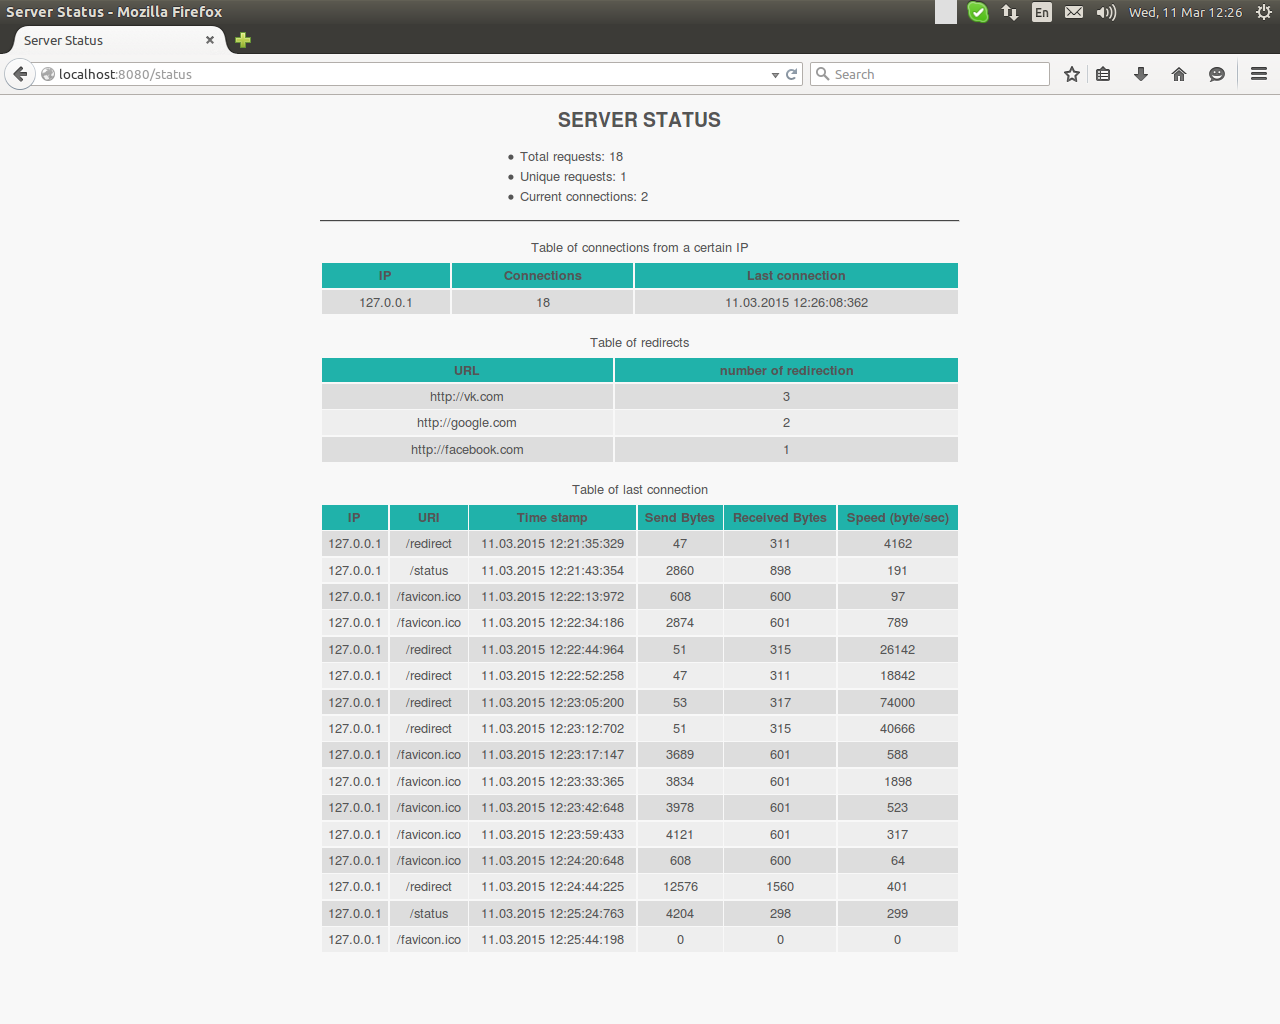 Server Status - Mozilla Firefox
En
Wed, 11 Mar 12:26
Server Status
localhost:8080/status
Search
SERVER STATUS
Total requests: 18
Unique requests: 1
Current connections: 2
Table of connections from a certain IP
IP Connections Last connection
127.0.0.1 18 11.03.2015 12:26:08:362
Table of redirects
URL number of redirection
http://vk.com 3
http://google.com 2
http://facebook.com 1
Table of last connection
IP URI Time stamp Send Bytes Received Bytes Speed (byte/sec)
127.0.0.1 /redirect 11.03.2015 12:21:35:329 47 311 4162
127.0.0.1 /status 11.03.2015 12:21:43:354 2860 898 191
127.0.0.1 /favicon.ico 11.03.2015 12:22:13:972 608 600 97
127.0.0.1 /favicon.ico 11.03.2015 12:22:34:186 2874 601 789
127.0.0.1 /redirect 11.03.2015 12:22:44:964 51 315 26142
127.0.0.1 /redirect 11.03.2015 12:22:52:258 47 311 18842
127.0.0.1 /redirect 11.03.2015 12:23:05:200 53 317 74000
127.0.0.1 /redirect 11.03.2015 12:23:12:702 51 315 40666
127.0.0.1 /favicon.ico 11.03.2015 12:23:17:147 3689 601 588
127.0.0.1 /favicon.ico 11.03.2015 12:23:33:365 3834 601 1898
127.0.0.1 /favicon.ico 11.03.2015 12:23:42:648 3978 601 523
127.0.0.1 /favicon.ico 11.03.2015 12:23:59:433 4121 601 317
127.0.0.1 /favicon.ico 11.03.2015 12:24:20:648 608 600 64
127.0.0.1 /redirect 11.03.2015 12:24:44:225 12576 1560 401
127.0.0.1 /status 11.03.2015 12:25:24:763 4204 298 299
127.0.0.1 /favicon.ico 11.03.2015 12:25:44:198 0 0 0